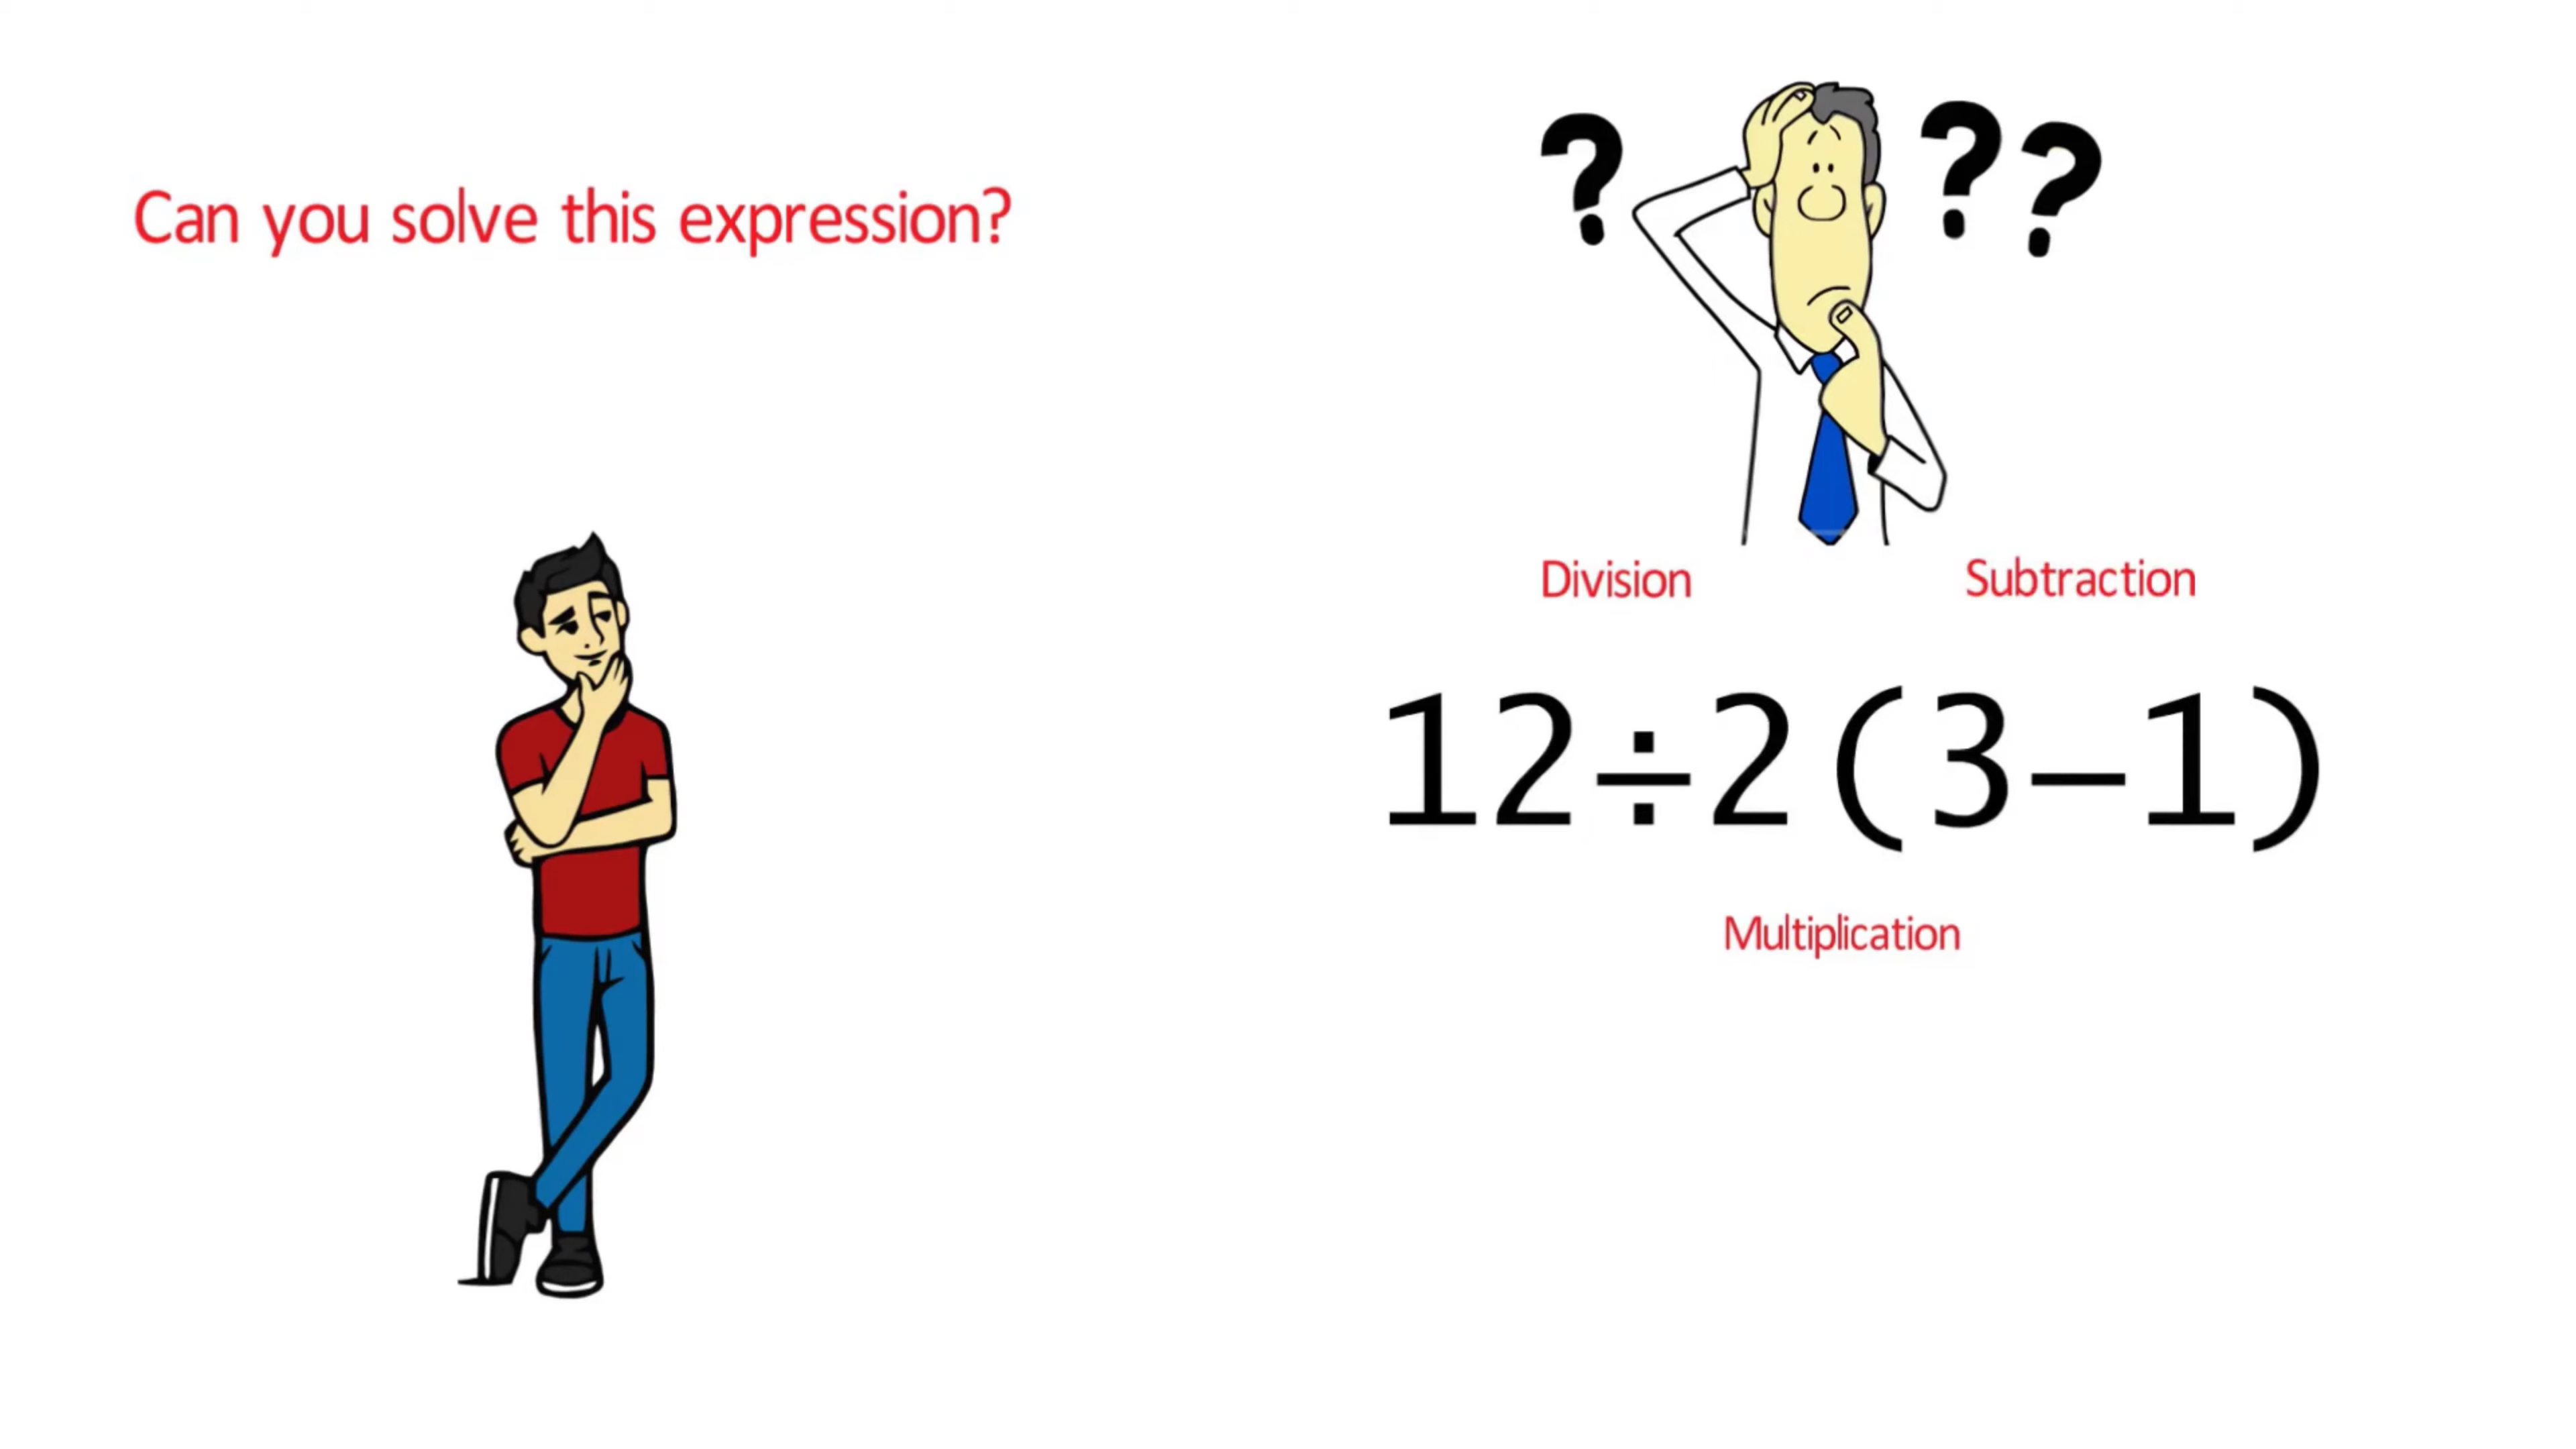 Can you solve this expression?
? ? ?
Division Subtraction
12÷2(3−1)
Multiplication